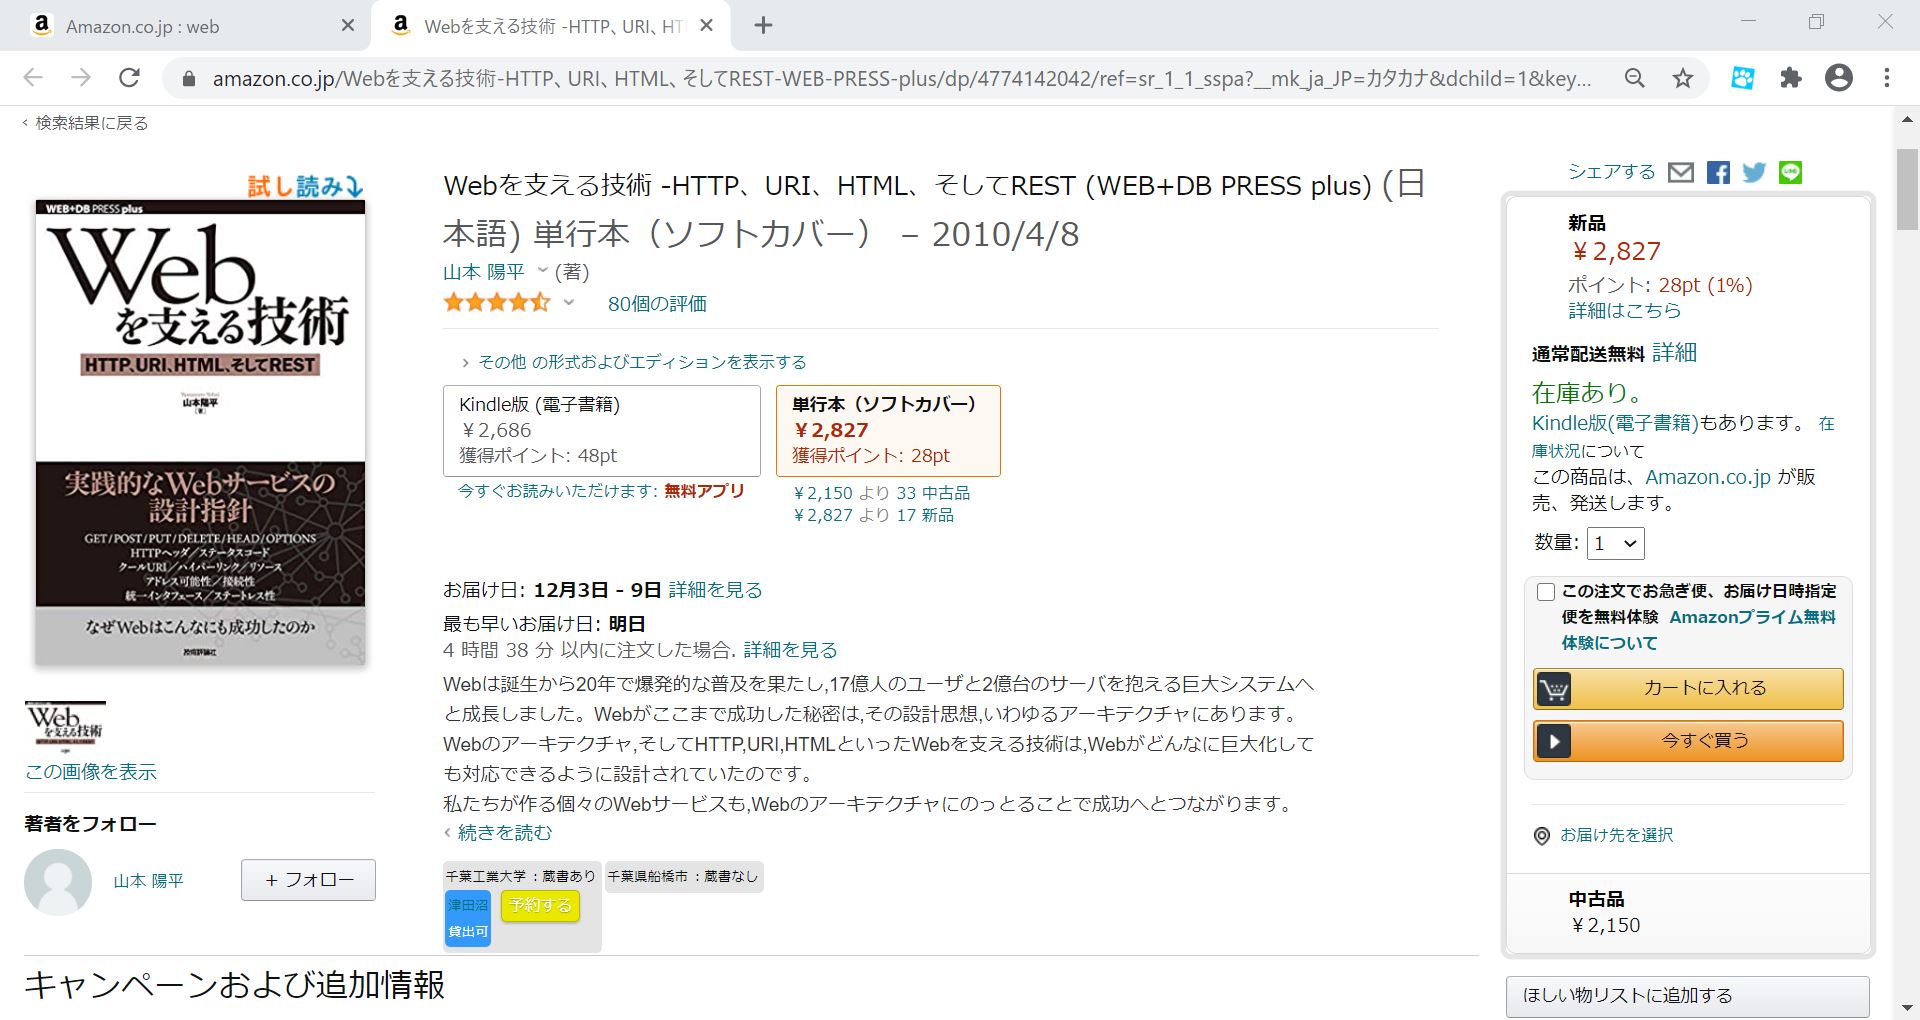 Amazon.co.jp : web
Webを支える技術 -HTTP、URI、HT
amazon.co.jp/Webを支える技術-HTTP、URI、HTML、そしてREST-WEB-PRESS-plus/dp/4774142042/ref=sr_1_1_sspa?__mk_ja_JP=カタカナ&dchild=1&key...
‹ 検索結果に戻る
試し読み
WEB+DB PRESS plus
Web
を支える技術
HTTP、URI、HTML、そしてREST
山本陽平
[著]
実践的なWebサービスの
設計指針
GET/POST/PUT/DELETE/HEAD/OPTIONS
HTTPヘッダ/ステータスコード
クールURI/ハイパーリンク/リソース
アドレス可能性/接続性
統一インタフェース/ステートレス性
なぜWebはこんなにも成功したのか
技術評論社
Web
を支える技術
この画像を表示
著者をフォロー
山本 陽平
+ フォロー
Webを支える技術 -HTTP、URI、HTML、そしてREST (WEB+DB PRESS plus) (日
本語) 単行本（ソフトカバー） – 2010/4/8
山本 陽平 (著)
80個の評価
› その他 の形式およびエディションを表示する
Kindle版 (電子書籍)
￥2,686
獲得ポイント: 48pt
今すぐお読みいただけます: 無料アプリ
単行本（ソフトカバー）
￥2,827
獲得ポイント: 28pt
￥2,150 より 33 中古品
￥2,827 より 17 新品
お届け日: 12月3日 - 9日 詳細を見る
最も早いお届け日: 明日
4 時間 38 分 以内に注文した場合. 詳細を見る
Webは誕生から20年で爆発的な普及を果たし,17億人のユーザと2億台のサーバを抱える巨大システムへ
と成長しました。Webがここまで成功した秘密は,その設計思想,いわゆるアーキテクチャにあります。
Webのアーキテクチャ,そしてHTTP,URI,HTMLといったWebを支える技術は,Webがどんなに巨大化して
も対応できるように設計されていたのです。
私たちが作る個々のWebサービスも,Webのアーキテクチャにのっとることで成功へとつながります。
‹ 続きを読む
千葉工業大学 ：蔵書あり
津田沼
貸出可
予約する
千葉県船橋市 ：蔵書なし
キャンペーンおよび追加情報
シェアする
LINE
新品
￥2,827
ポイント: 28pt (1%)
詳細はこちら
通常配送無料 詳細
在庫あり。
Kindle版(電子書籍)もあります。 在
庫状況について
この商品は、Amazon.co.jp が販
売、発送します。
数量: 1
この注文でお急ぎ便、お届け日時指定
便を無料体験 Amazonプライム無料
体験について
カートに入れる
今すぐ買う
お届け先を選択
中古品
￥2,150
ほしい物リストに追加する